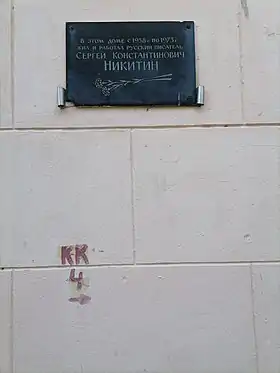 В ЭТОМ ДОМЕ С 1958 г. ПО 1973 г.
ЖИЛ И РАБОТАЛ РУССКИЙ ПИСАТЕЛЬ
СЕРГЕЙ КОНСТАНТИНОВИЧ
НИКИТИН
КК
4